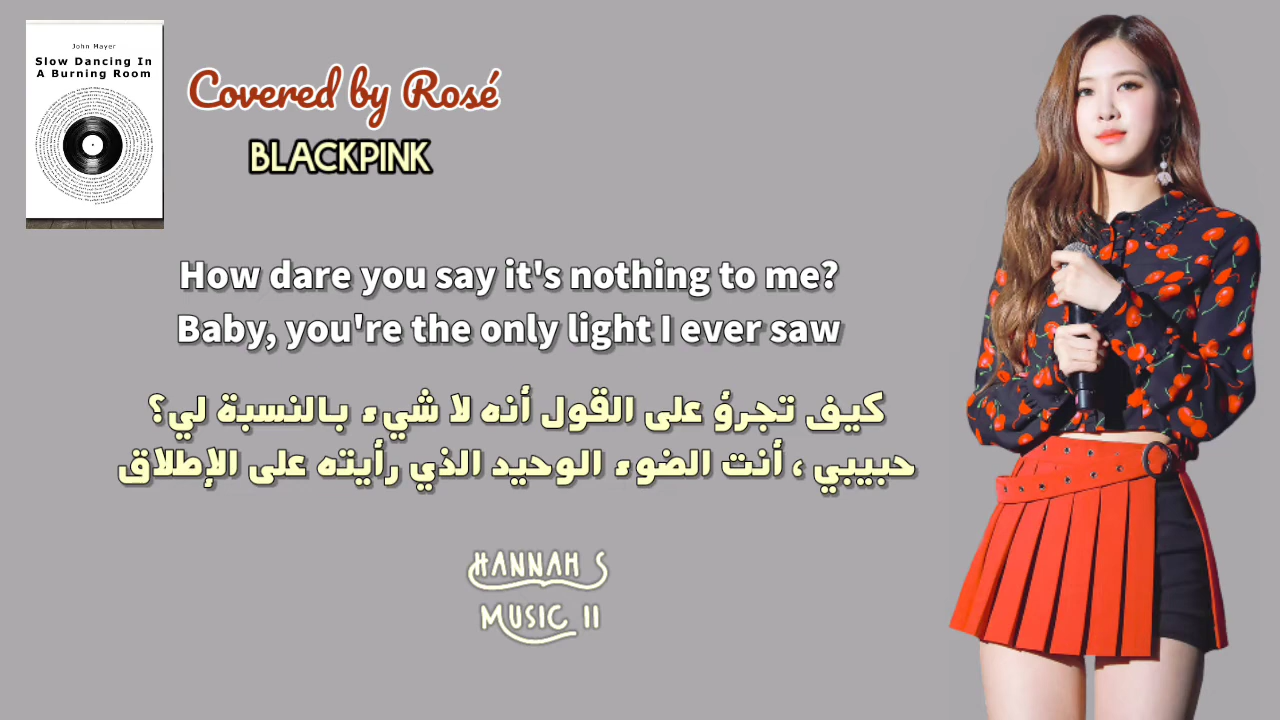 John Mayer
Slow Dancing In
A Burning Room
Covered by Rosé
BLACKPINK
How dare you say it's nothing to me?
Baby, you're the only light I ever saw
كيف تجرؤ على القول أنه لا شيء بالنسبة لي؟
حبيبي ، أنت الضوء الوحيد الذي رأيته على الإطلاق
HANNAH S
MUSIC II